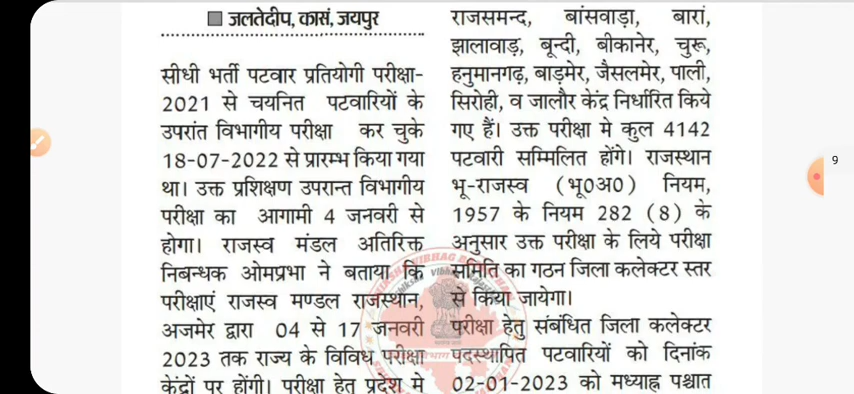 जलतेदीप, कासं, जयपुर
सीधी भर्ती पटवार प्रतियोगी परीक्षा-
2021 से चयनित पटवारियों के
उपरांत विभागीय परीक्षा कर चुके
18-07-2022 से प्रारम्भ किया गया
था। उक्त प्रशिक्षण उपरान्त विभागीय
परीक्षा का आगामी 4 जनवरी से
होगा। राजस्व मंडल अतिरिक्त
निबन्धक ओमप्रभा ने बताया कि
परीक्षाएं राजस्व मण्डल राजस्थान,
अजमेर द्वारा 04 से 17 जनवरी
2023 तक राज्य के विविध परीक्षा
केंद्रों पर होंगी। परीक्षा हेतु प्रदेश मे
राजसमन्द, बांसवाड़ा, बारां,
झालावाड़, बून्दी, बीकानेर, चुरू,
हनुमानगढ़, बाड़मेर, जैसलमेर, पाली,
सिरोही, व जालौर केंद्र निर्धारित किये
गए हैं। उक्त परीक्षा मे कुल 4142
पटवारी सम्मिलित होंगे। राजस्थान
भू-राजस्व (भू0अ0) नियम,
1957 के नियम 282 (8) के
अनुसार उक्त परीक्षा के लिये परीक्षा
समिति का गठन जिला कलेक्टर स्तर
से किया जायेगा।
परीक्षा हेतु संबंधित जिला कलेक्टर
पदस्थापित पटवारियों को दिनांक
02-01-2023 को मध्याह्न पश्चात
9